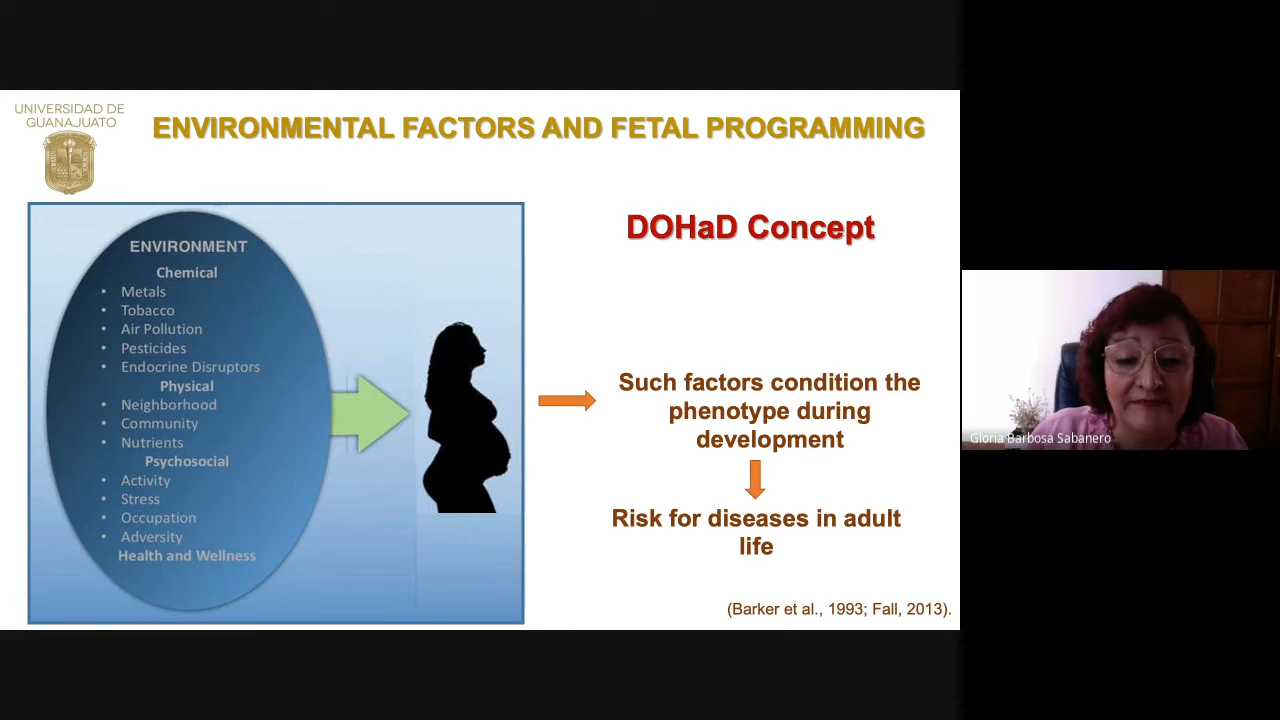 UNIVERSIDAD DE
GUANAJUATO
ENVIRONMENTAL FACTORS AND FETAL PROGRAMMING
ENVIRONMENT
Chemical
• Metals
• Tobacco
• Air Pollution
• Pesticides
• Endocrine Disruptors
Physical
• Neighborhood
• Community
• Nutrients
Psychosocial
• Activity
• Stress
• Occupation
• Adversity
Health and Wellness
DOHaD Concept
Such factors condition the
phenotype during
development
Risk for diseases in adult
life
(Barker et al., 1993; Fall, 2013).
Gloria Barbosa Sabanero